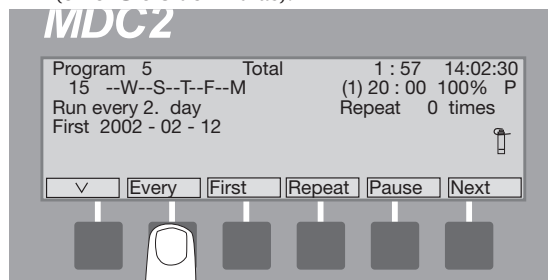 MDC2
Program 5 Total 1 : 57 14:02:30
15 --W--S--T--F--M (1) 20 : 00 100% P
Run every 2. day Repeat 0 times
First 2002 - 02 - 12
Every First Repeat Pause Next